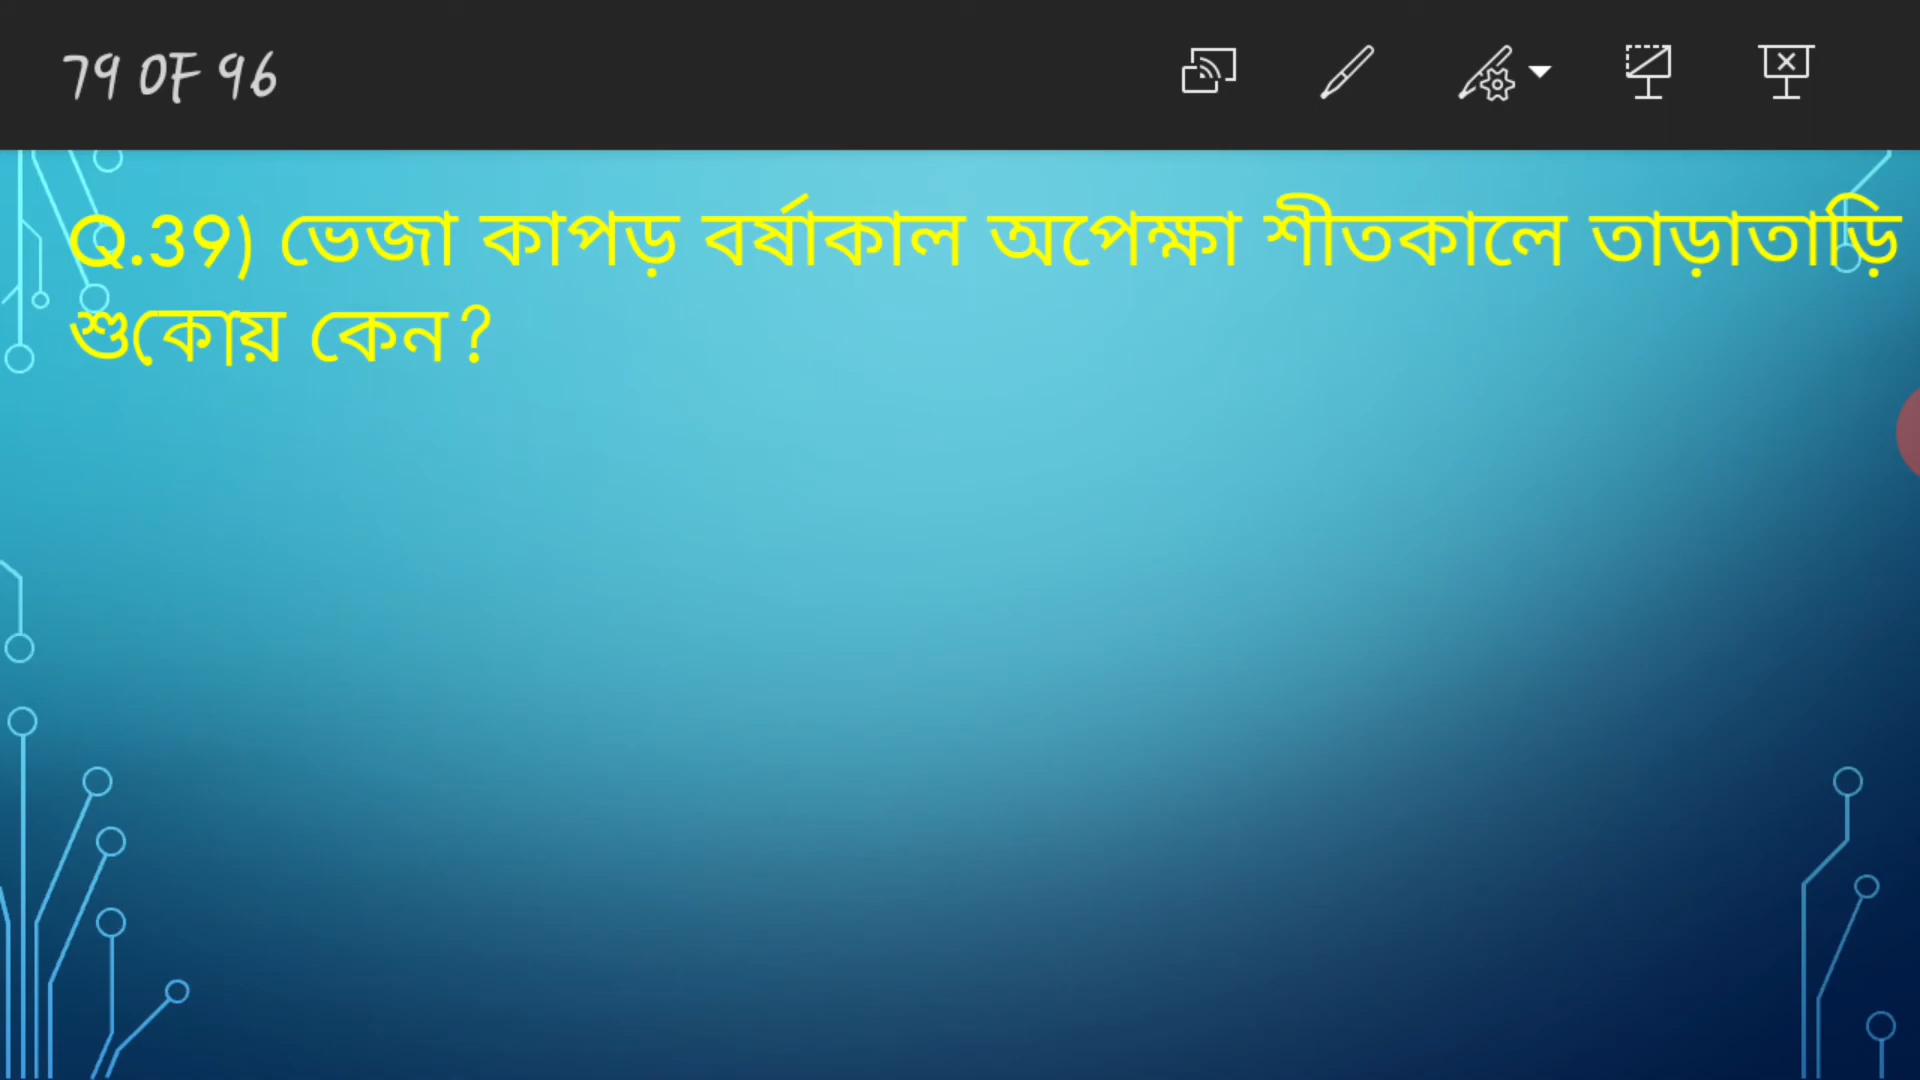 79 OF 96
Q.39) ভেজা কাপড় বর্ষাকাল অপেক্ষা শীতকালে তাড়াতাড়ি
শুকোয় কেন?